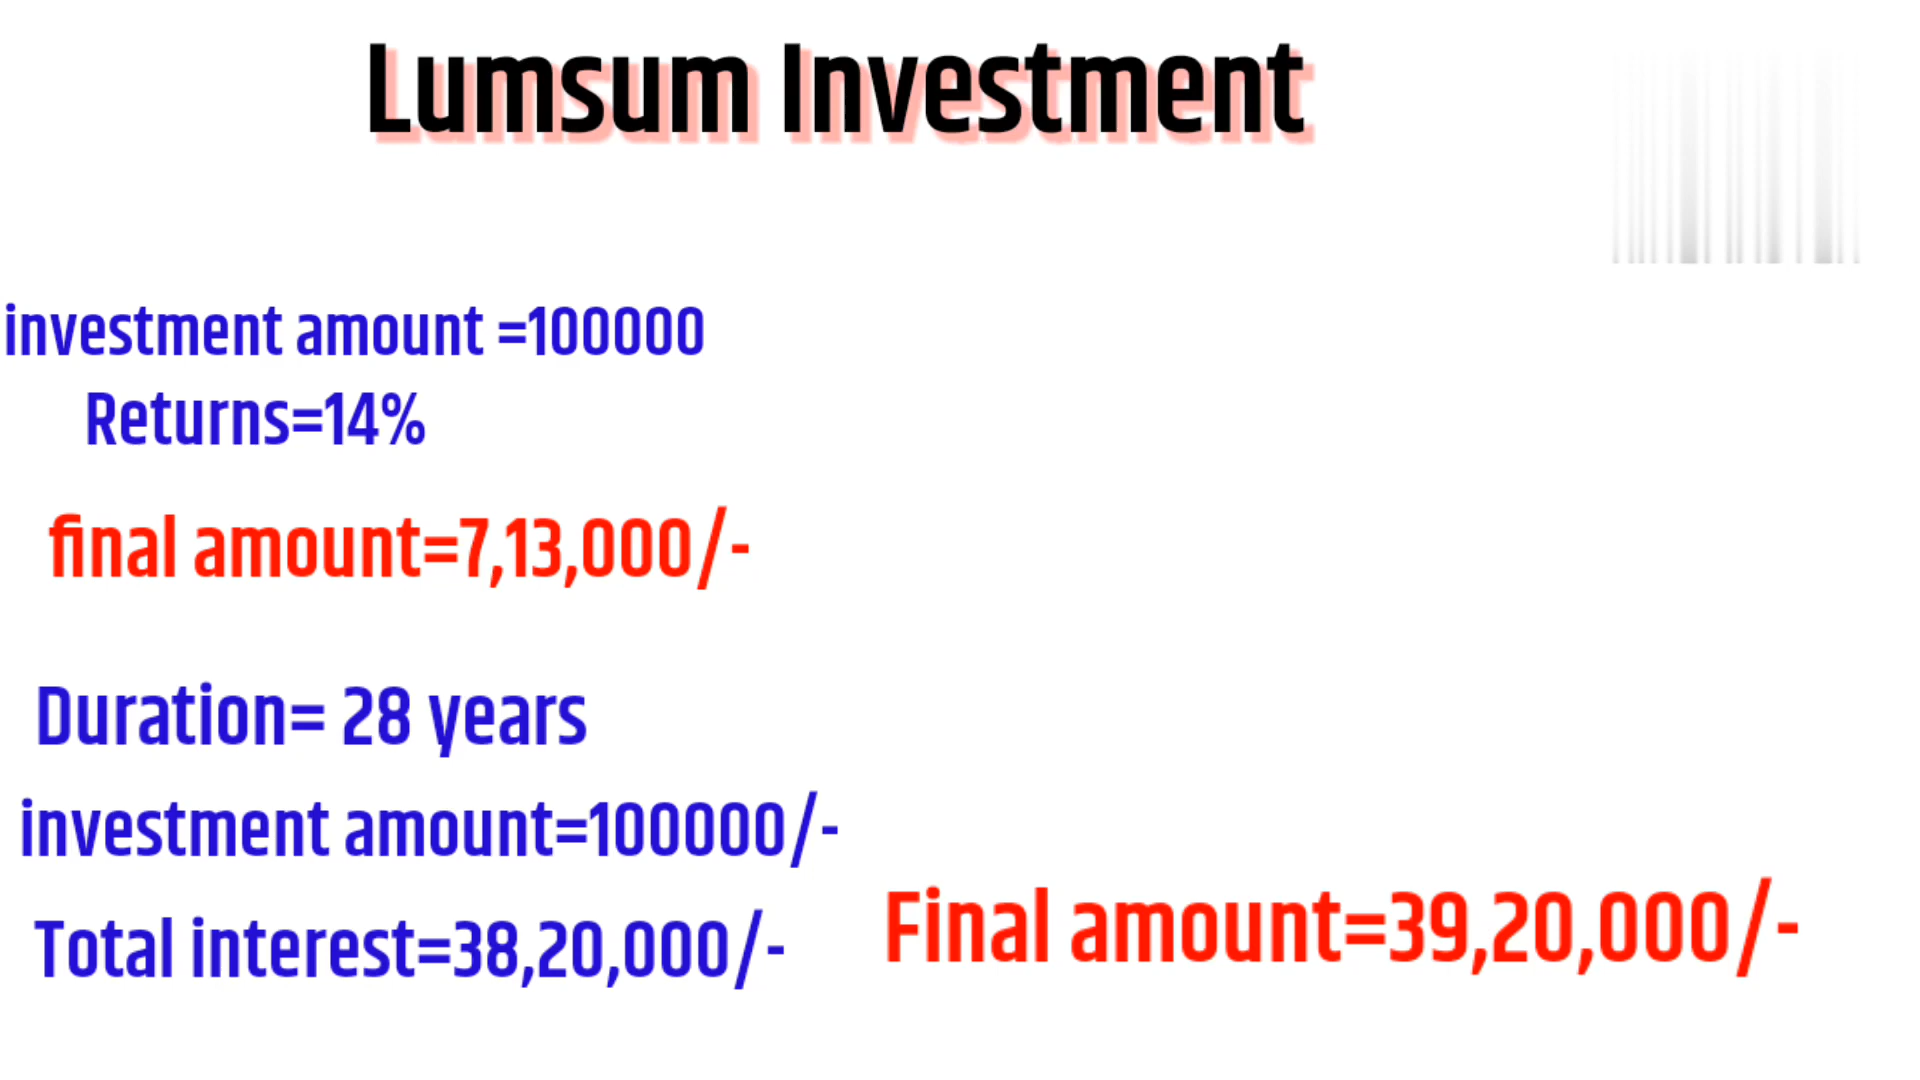 Lumsum Investment
investment amount =100000
Returns=14%
final amount=7,13,000/-
Duration= 28 years
investment amount=100000/-
Total interest=38,20,000/-
Final amount=39,20,000/-